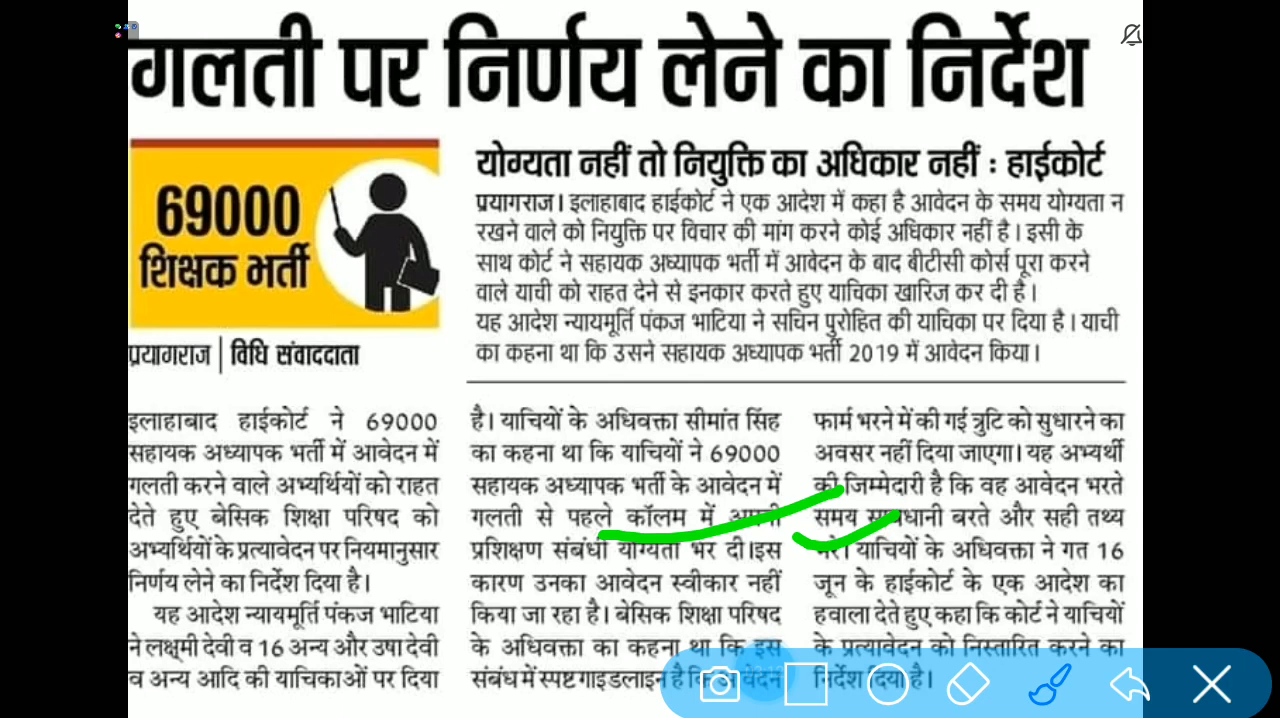 गलती पर निर्णय लेने का निर्देश
69000
शिक्षक भर्ती
प्रयागराज | विधि संवाददाता
योग्यता नहीं तो नियुक्ति का अधिकार नहीं : हाईकोर्ट
प्रयागराज। इलाहाबाद हाईकोर्ट ने एक आदेश में कहा है आवेदन के समय योग्यता न
रखने वाले को नियुक्ति पर विचार की मांग करने कोई अधिकार नहीं है। इसी के
साथ कोर्ट ने सहायक अध्यापक भर्ती में आवेदन के बाद बीटीसी कोर्स पूरा करने
वाले याची को राहत देने से इनकार करते हुए याचिका खारिज कर दी है।
यह आदेश न्यायमूर्ति पंकज भाटिया ने सचिन पुरोहित की याचिका पर दिया है। याची
का कहना था कि उसने सहायक अध्यापक भर्ती 2019 में आवेदन किया।
इलाहाबाद हाईकोर्ट ने 69000
सहायक अध्यापक भर्ती में आवेदन में
गलती करने वाले अभ्यर्थियों को राहत
देते हुए बेसिक शिक्षा परिषद को
अभ्यर्थियों के प्रत्यावेदन पर नियमानुसार
निर्णय लेने का निर्देश दिया है।
यह आदेश न्यायमूर्ति पंकज भाटिया
ने लक्ष्मी देवी व 16 अन्य और उषा देवी
व अन्य आदि की याचिकाओं पर दिया
है। याचियों के अधिवक्ता सीमांत सिंह
का कहना था कि याचियों ने 69000
सहायक अध्यापक भर्ती के आवेदन में
गलती से पहले कॉलम में अपनी
प्रशिक्षण संबंधी योग्यता भर दी।इस
कारण उनका आवेदन स्वीकार नहीं
किया जा रहा है। बेसिक शिक्षा परिषद
के अधिवक्ता का कहना था कि इस
संबंध में स्पष्ट गाइडलाइन है कि आवेदन
फार्म भरने में की गई त्रुटि को सुधारने का
अवसर नहीं दिया जाएगा। यह अभ्यर्थी
की जिम्मेदारी है कि वह आवेदन भरते
समय सावधानी बरते और सही तथ्य
भरे। याचियों के अधिवक्ता ने गत 16
जून के हाईकोर्ट के एक आदेश का
हवाला देते हुए कहा कि कोर्ट ने याचियों
के प्रत्यावेदन को निस्तारित करने का
निर्देश दिया है।